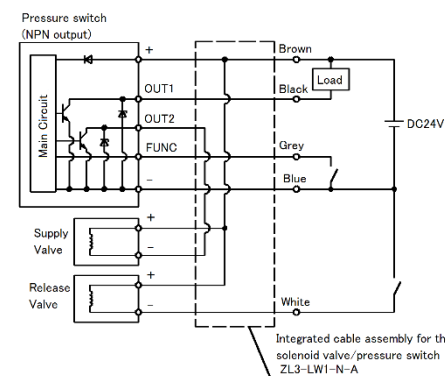 Pressure switch
(NPN output)
+
Brown
OUT1
Black
Load
OUT2
DC24V
Main Circuit
FUNC
Grey
−
Blue
Supply
Valve
+
−
Release
Valve
+
−
White
Integrated cable assembly for th
solenoid valve/pressure switch
ZL3-LW1-N-A